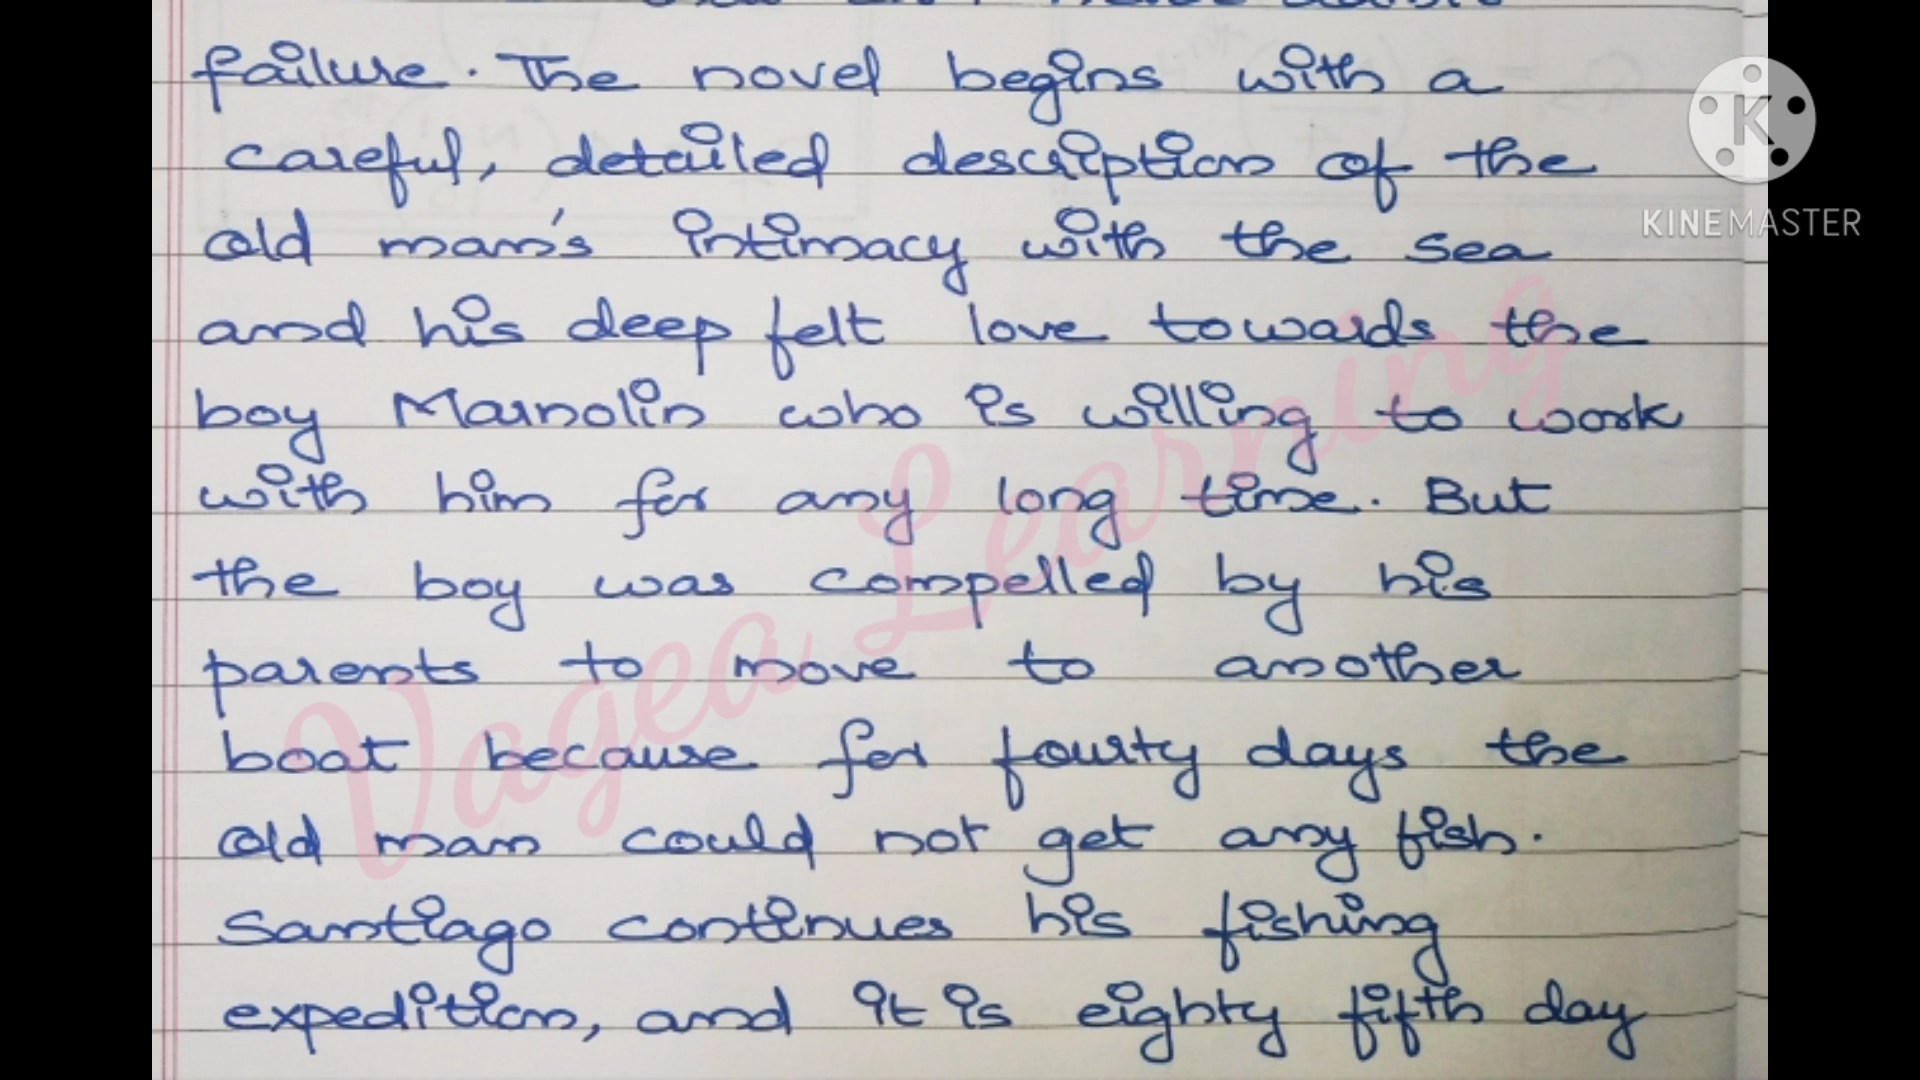 failure. The novel begins with a
careful, detailed description of the
old man's intimacy with the sea
and his deep felt love towards the
boy Marnolin who is willing to work
with him for any long time. But
the boy was compelled by his
parents to move to another
boat because for fourty days the
old man could not get any fish.
Santiago continues his fishing
expedition, and it is eighty fifth day
KINEMASTER
Vagea Learning